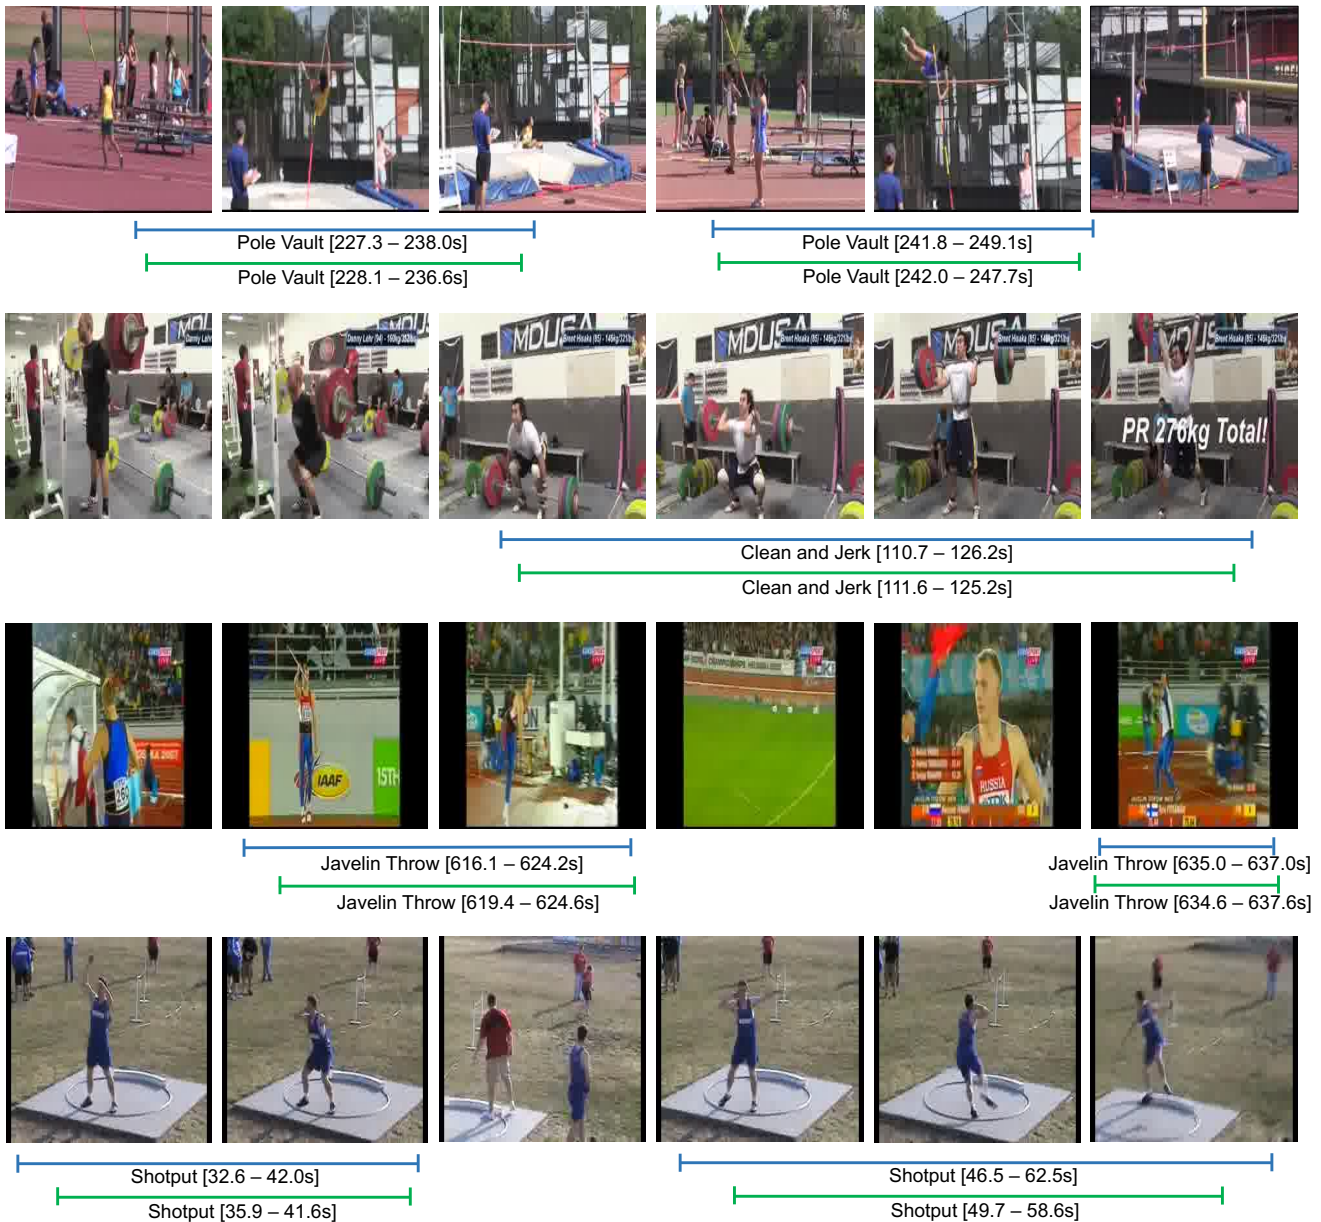 Pole Vault [227.3 – 238.0s]
Pole Vault [241.8 – 249.1s]
Pole Vault [228.1 – 236.6s]
Pole Vault [242.0 – 247.7s]
MDUSA
MDUSA
MDUSA
PR 276kg Total!
Clean and Jerk [110.7 – 126.2s]
Clean and Jerk [111.6 – 125.2s]
260
IAAF
15TH
RUSSIA
Javelin Throw [616.1 – 624.2s]
Javelin Throw [635.0 – 637.0s]
Javelin Throw [619.4 – 624.6s]
Javelin Throw [634.6 – 637.6s]
Shotput [32.6 – 42.0s]
Shotput [46.5 – 62.5s]
Shotput [35.9 – 41.6s]
Shotput [49.7 – 58.6s]